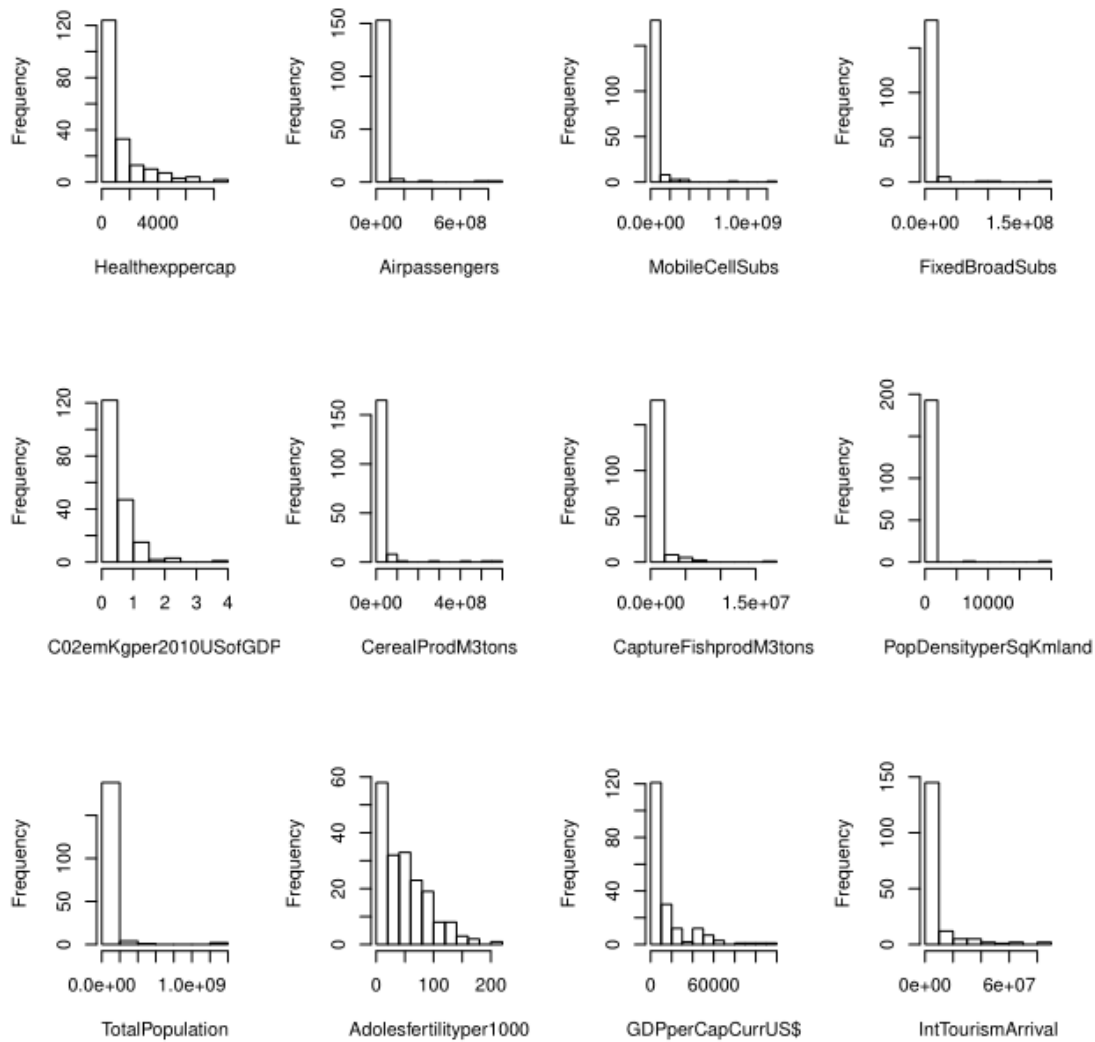 Frequency
0 40 80 120
0 4000
Healthexppercap
Frequency
0 50 100 150
0e+00 6e+08
Airpassengers
Frequency
0 50 100
0.0e+00 1.0e+09
MobileCellSubs
Frequency
0 50 100
0.0e+00 1.5e+08
FixedBroadSubs
Frequency
0 40 80 120
0 1 2 3 4
C02emKgper2010USofGDP
Frequency
0 50 100 150
0e+00 4e+08
CerealProdM3tons
Frequency
0 50 100
0.0e+00 1.5e+07
CaptureFishprodM3tons
Frequency
0 50 100 200
0 10000
PopDensityperSqKmland
Frequency
0 50 100
0.0e+00 1.0e+09
TotalPopulation
Frequency
0 20 40 60
0 100 200
Adolesfertilityper1000
Frequency
0 40 80 120
0 60000
GDPperCapCurrUS$
Frequency
0 50 100 150
0e+00 6e+07
IntTourismArrival